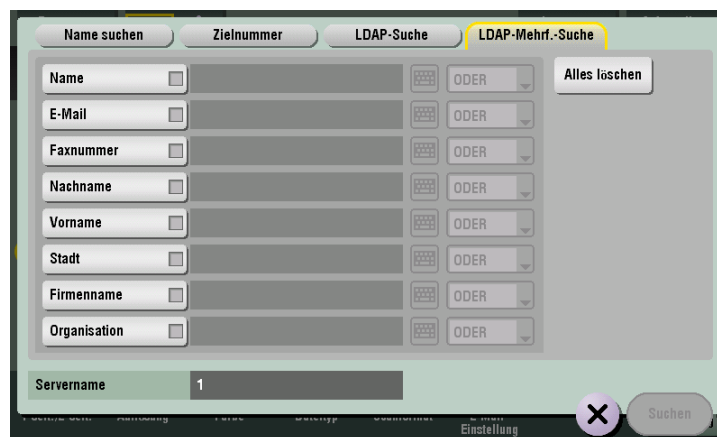 Name suchen Zielnummer LDAP-Suche LDAP-Mehrf.-Suche
Name ODER Alles löschen
E-Mail ODER
Faxnummer ODER
Nachname ODER
Vorname ODER
Stadt ODER
Firmenname ODER
Organisation ODER
Servername 1
Suchen
Einstellung